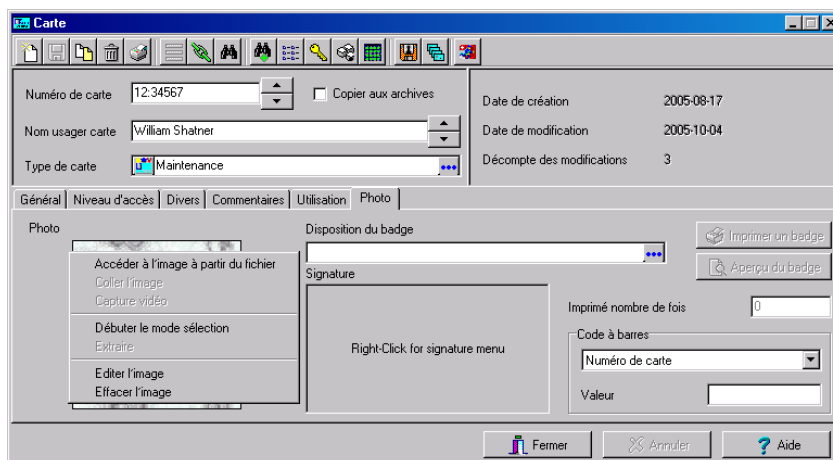 Carte
Numéro de carte 12:34567 Copier aux archives
Nom usager carte William Shatner
Type de carte Maintenance
Date de création 2005-08-17
Date de modification 2005-10-04
Décompte des modifications 3
Général Niveau d'accès Divers Commentaires Utilisation Photo
Photo
Accéder à l'image à partir du fichier
Coller l'image
Capture vidéo
Débuter le mode sélection
Extraire
Editer l'image
Effacer l'image
Disposition du badge
Signature
Right-Click for signature menu
Imprimer un badge
Aperçu du badge
Imprimé nombre de fois 0
Code à barres
Numéro de carte
Valeur
Fermer Annuler Aide